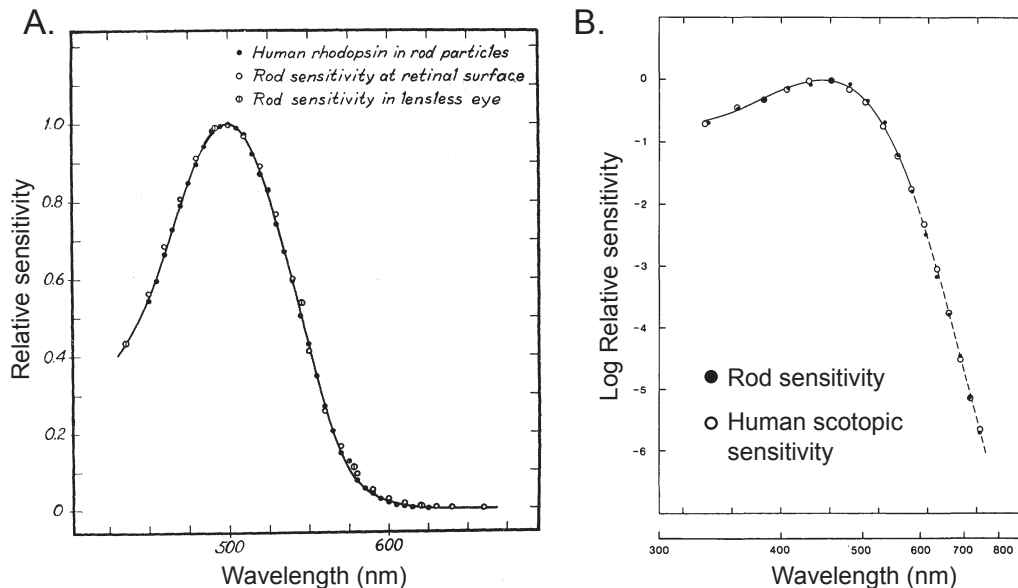 A.
Human rhodopsin in rod particles
Rod sensitivity at retinal surface
Rod sensitivity in lensless eye
1.0
0.8
0.6
0.4
0.2
0
Relative sensitivity
500
600
Wavelength (nm)
B.
0
-1
-2
-3
-4
-5
-6
Log Relative sensitivity
Rod sensitivity
Human scotopic
sensitivity
300
400
500
600
700
800
Wavelength (nm)